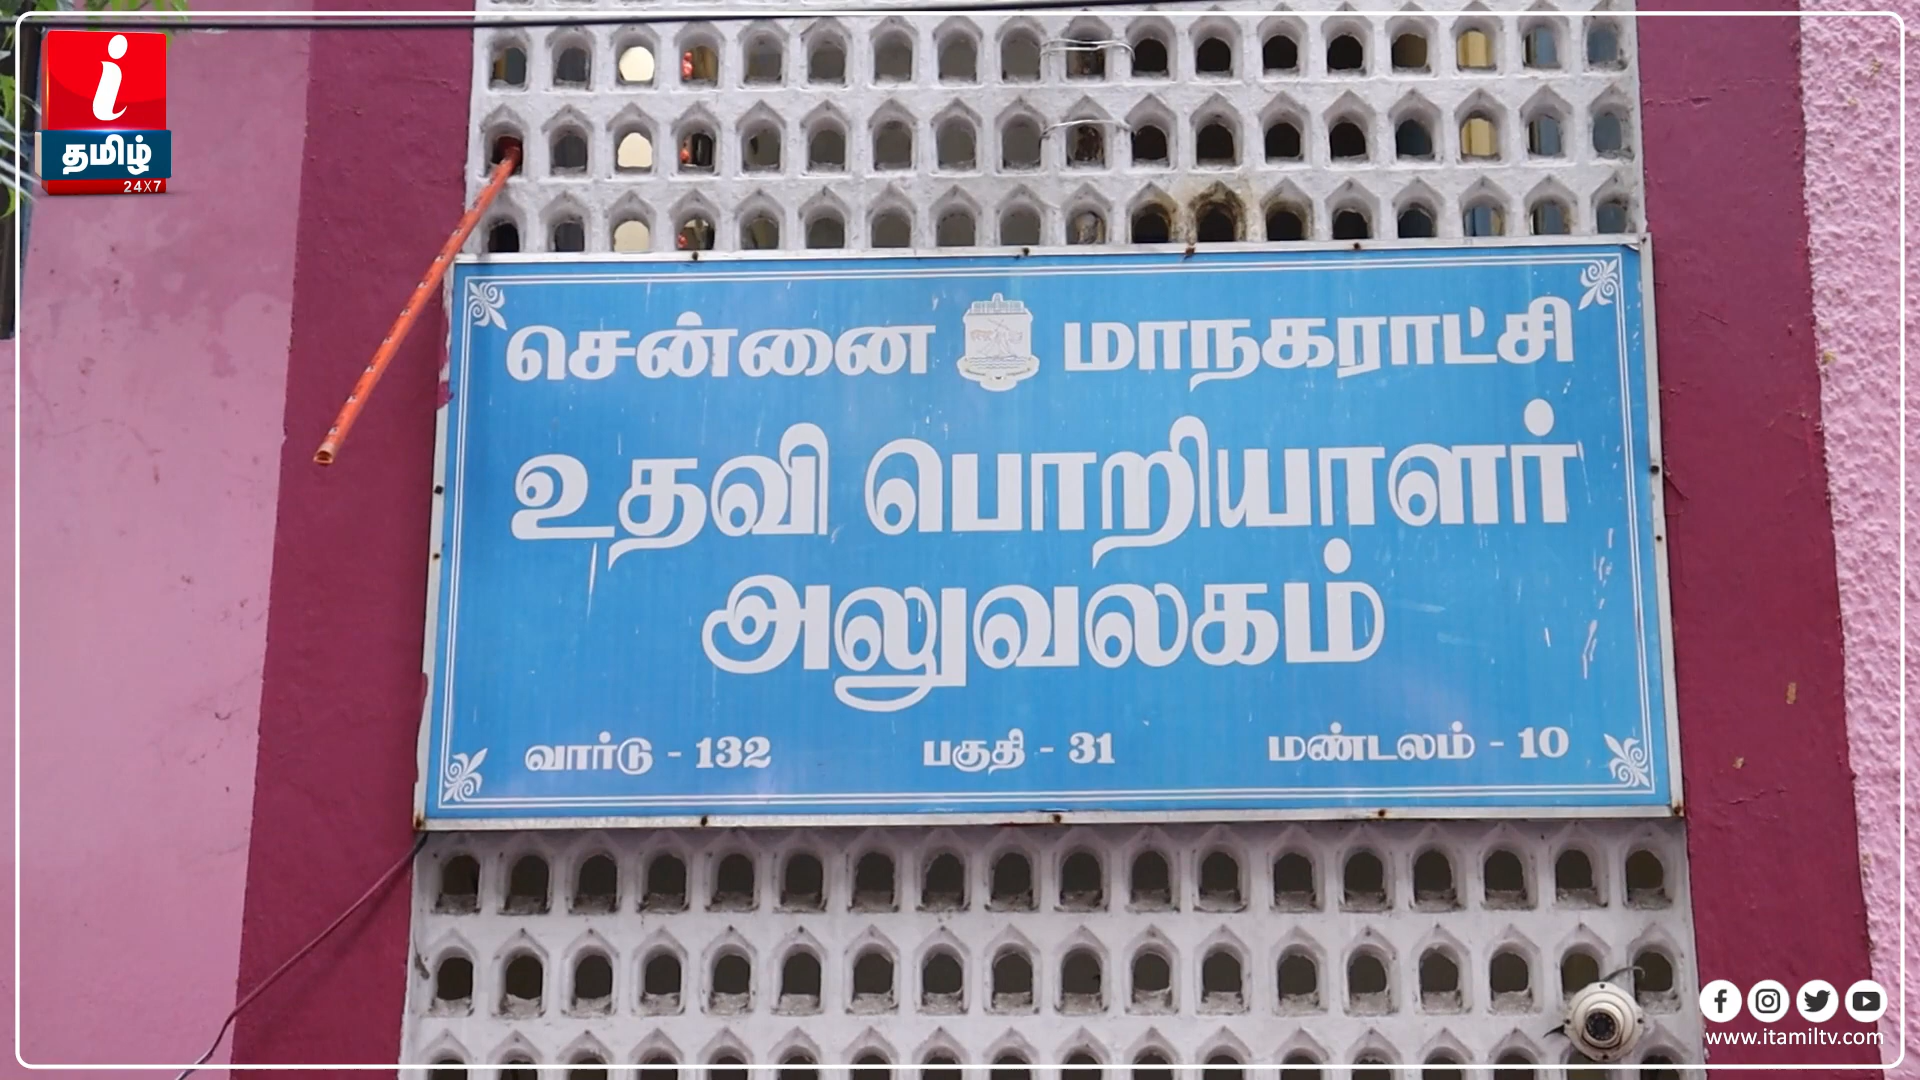 i
தமிழ்
24X7
சென்னை மாநகராட்சி
உதவி பொறியாளர்
அலுவலகம்
வார்டு - 132 பகுதி - 31 மண்டலம் - 10
www.itamiltv.com